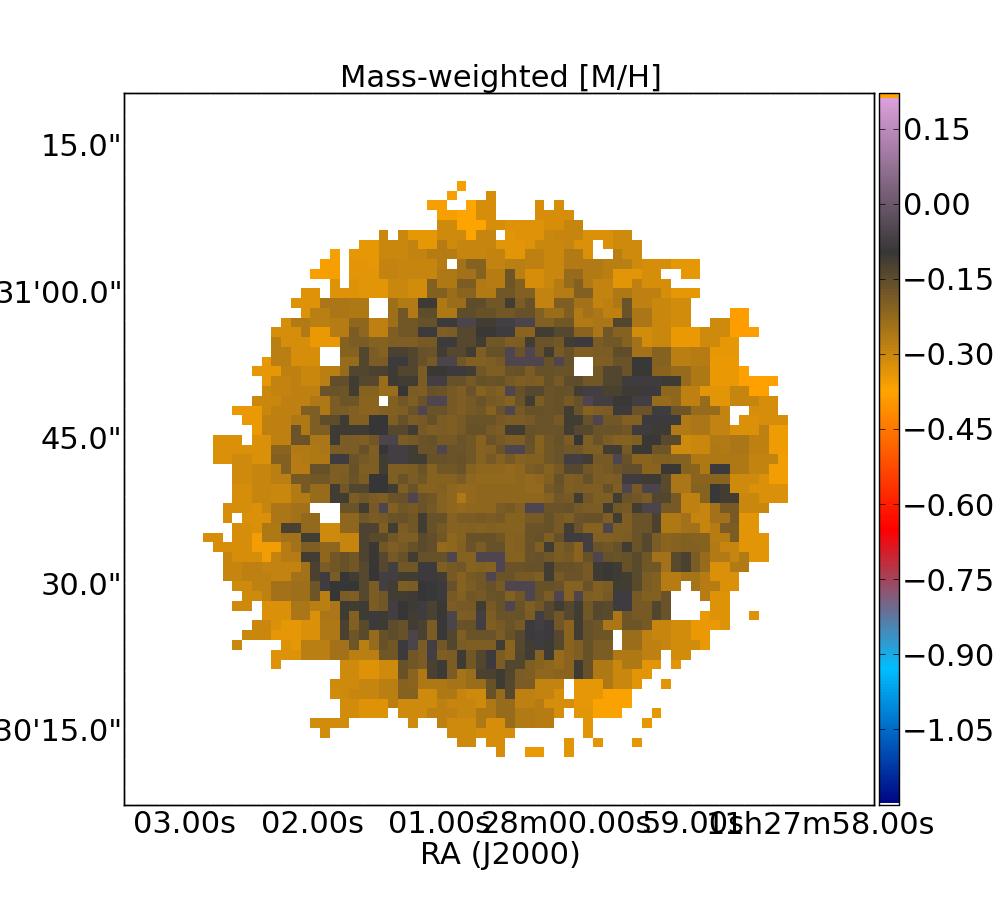 Mass-weighted [M/H]
15.0"
31'00.0"
45.0"
30.0"
30'15.0"
0.15
0.00
−0.15
−0.30
−0.45
−0.60
−0.75
−0.90
−1.05
03.00s
02.00s
01.00s
28m00.00s
59.00s
11h27m58.00s
RA (J2000)